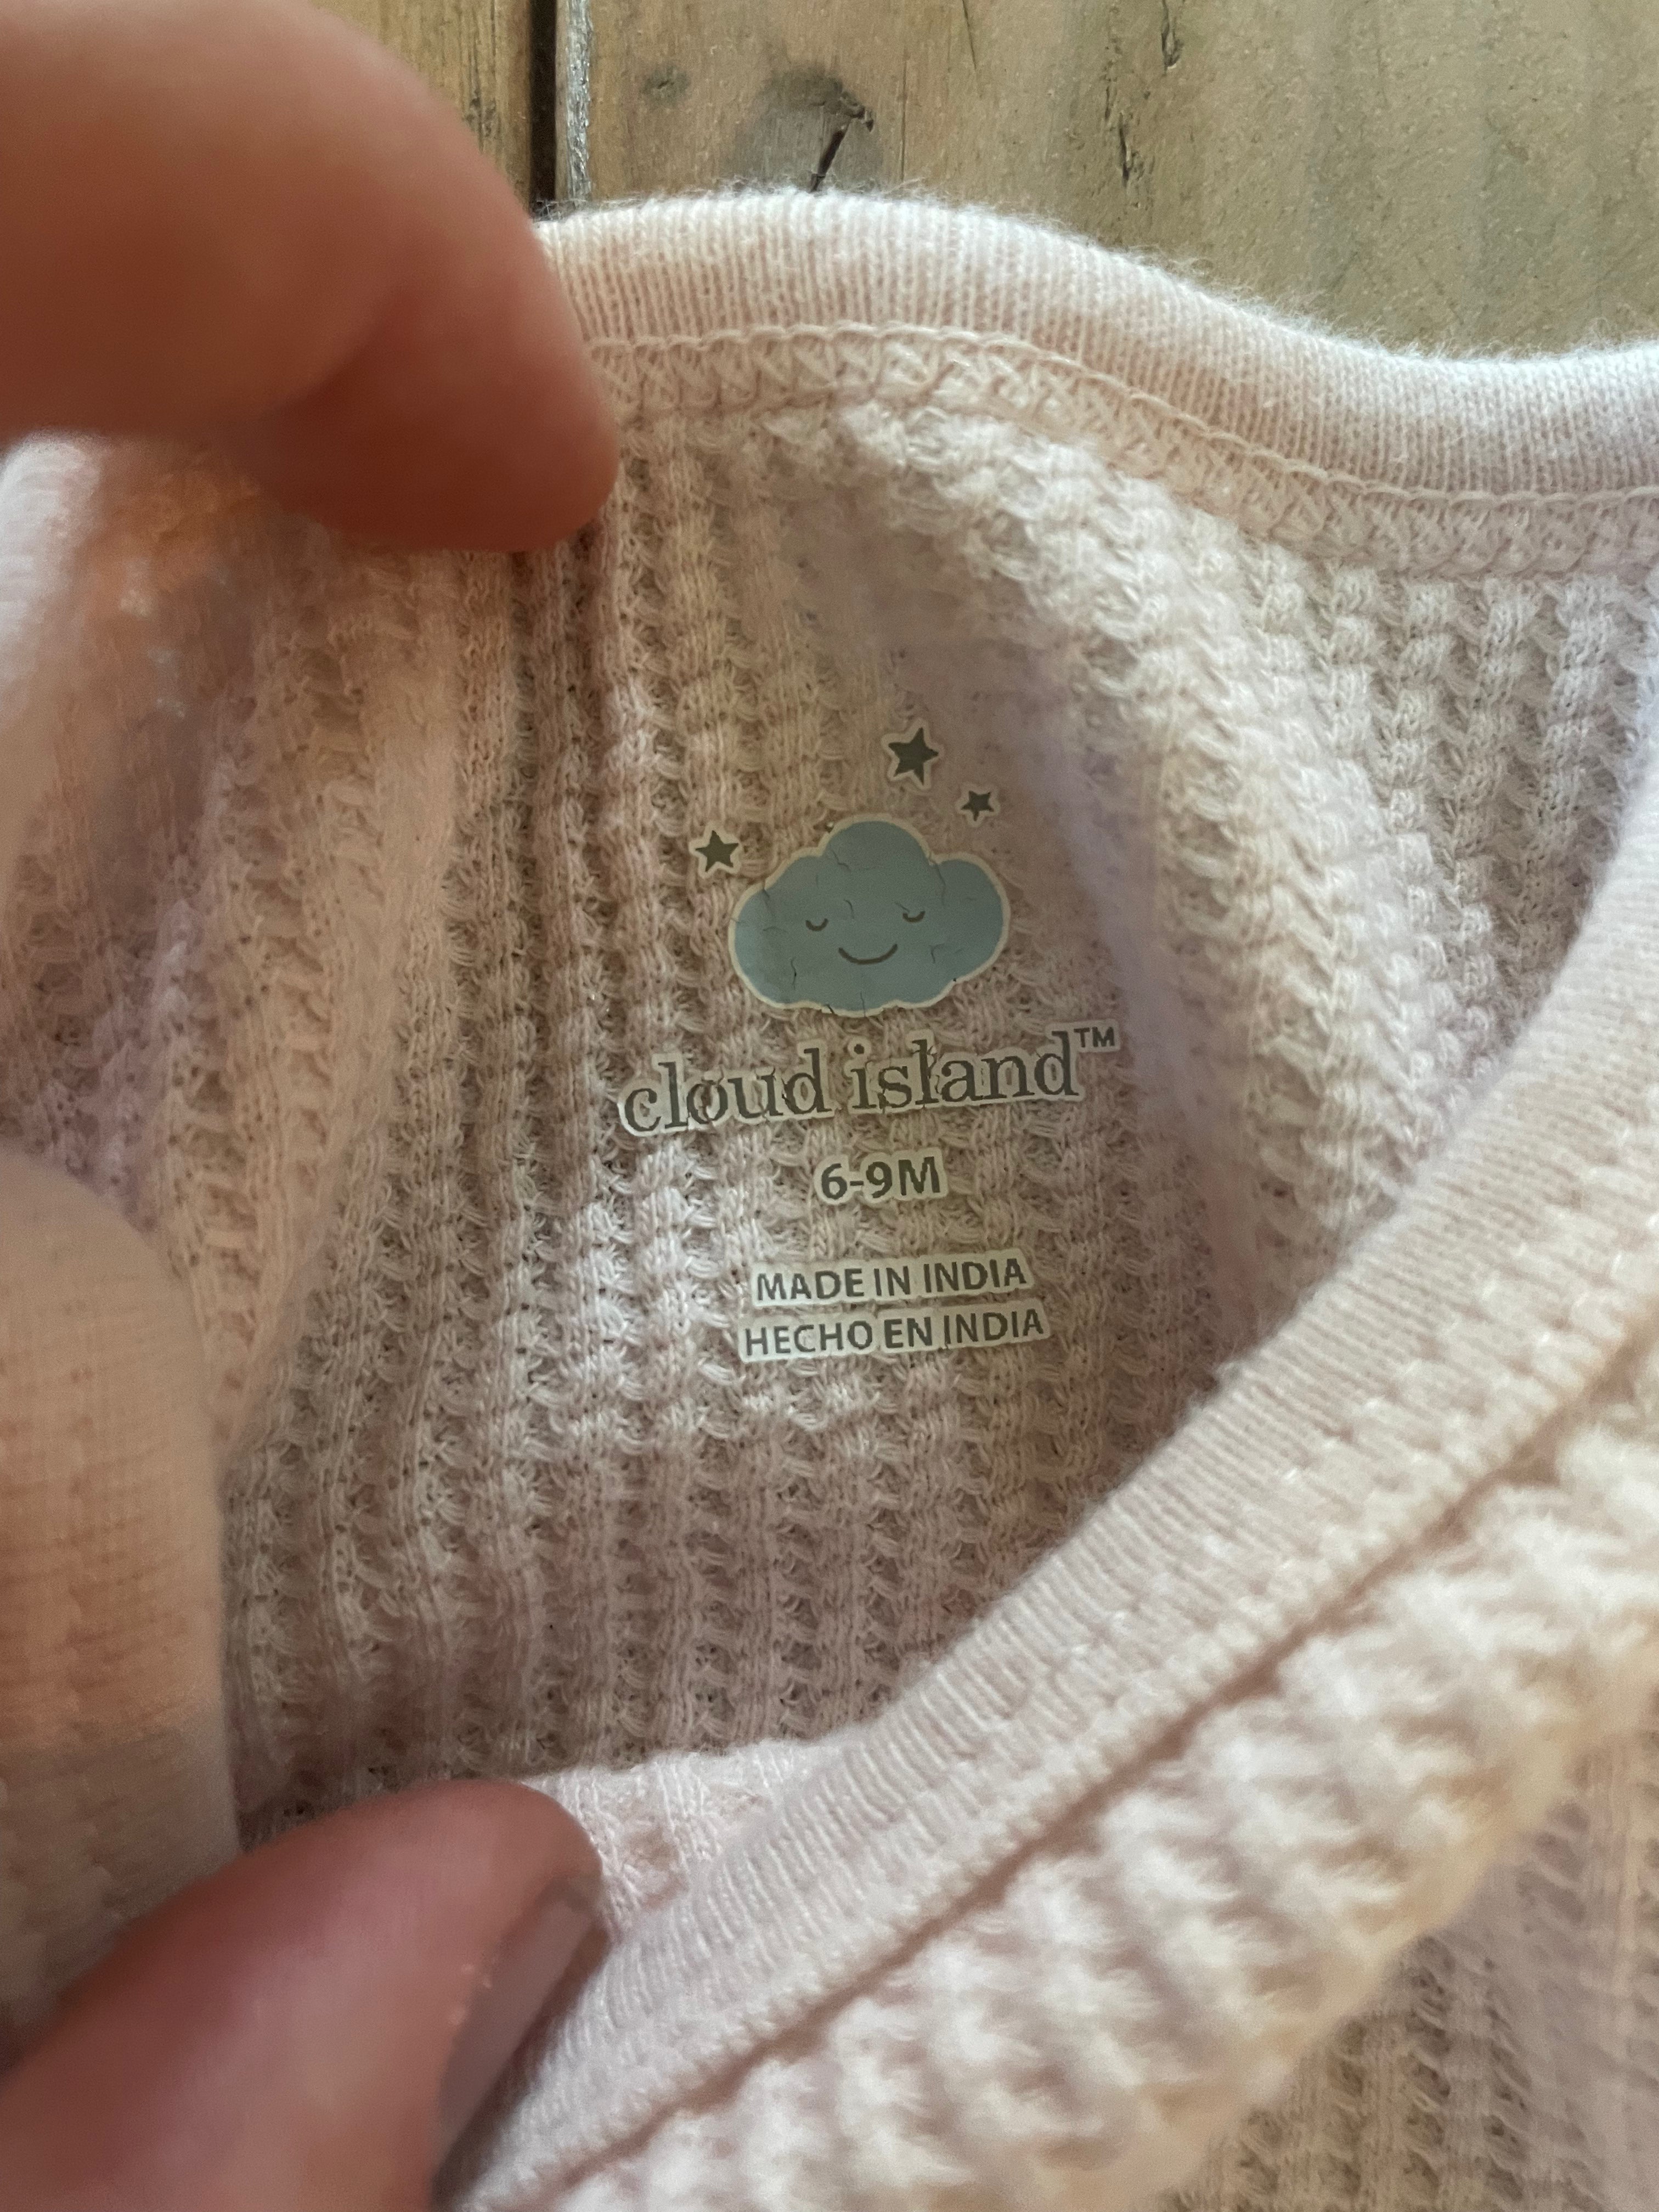 cloud island™
6-9M
MADE IN INDIA
HECHO EN INDIA